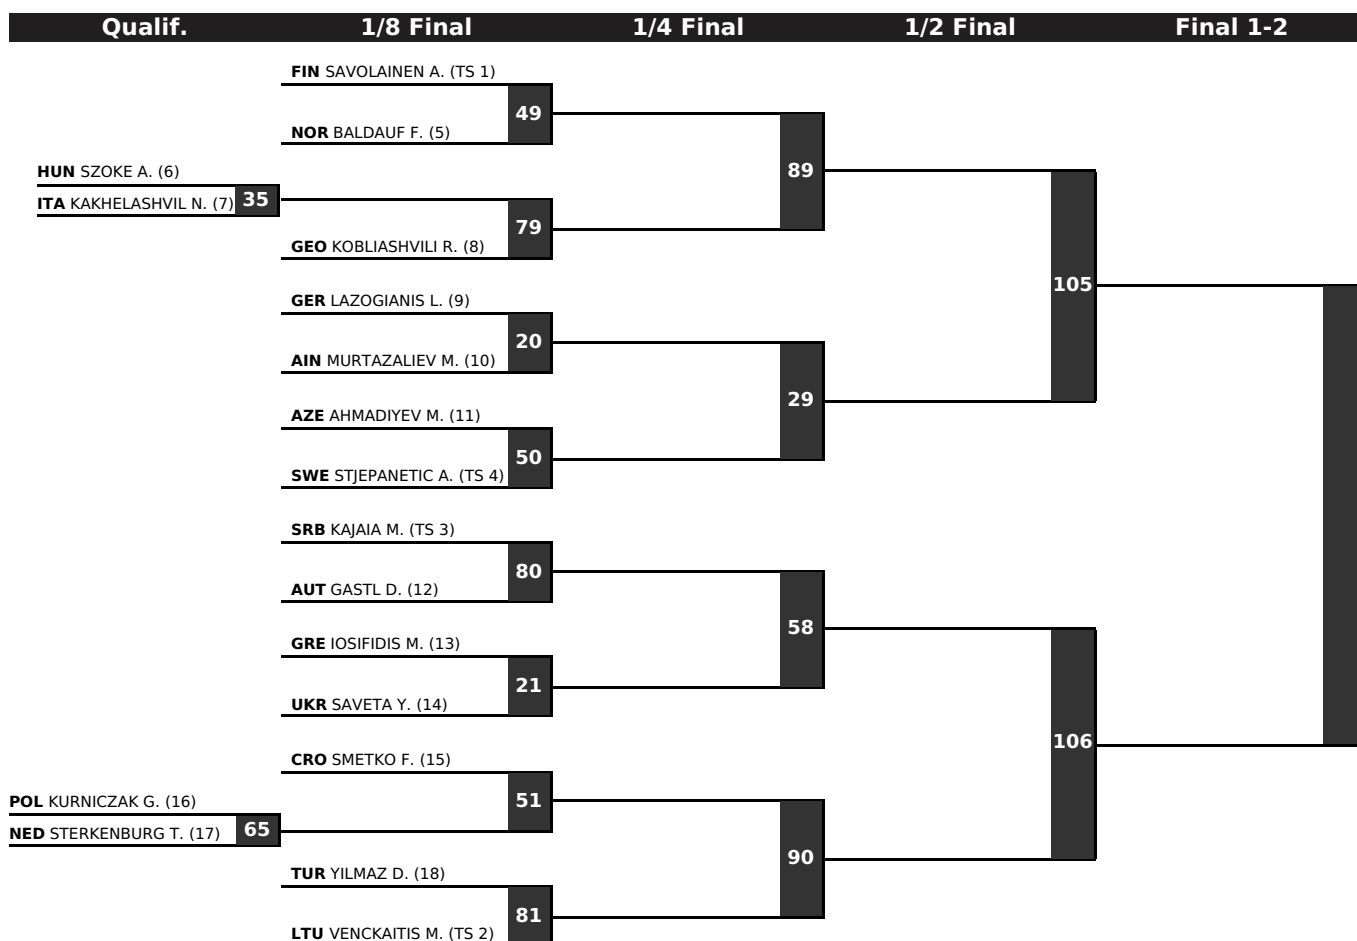 Qualif. 1/8 Final 1/4 Final 1/2 Final Final 1-2
FIN SAVOLAINEN A. (TS 1)
49
NOR BALDAUF F. (5)
89
HUN SZOKE A. (6)
ITA KAKHELASHVIL N. (7) 35
79
GEO KOBLIASHVILI R. (8)
105
GER LAZOGIANIS L. (9)
20
AIN MURTAZALIEV M. (10)
29
AZE AHMADIYEV M. (11)
50
SWE STJEPANETIC A. (TS 4)
SRB KAJAIA M. (TS 3)
80
AUT GASTL D. (12)
58
GRE IOSIFIDIS M. (13)
21
UKR SAVETA Y. (14)
106
CRO SMETKO F. (15)
51
POL KURNICZAK G. (16)
NED STERKENBURG T. (17) 65
90
TUR YILMAZ D. (18)
81
LTU VENCKAITIS M. (TS 2)